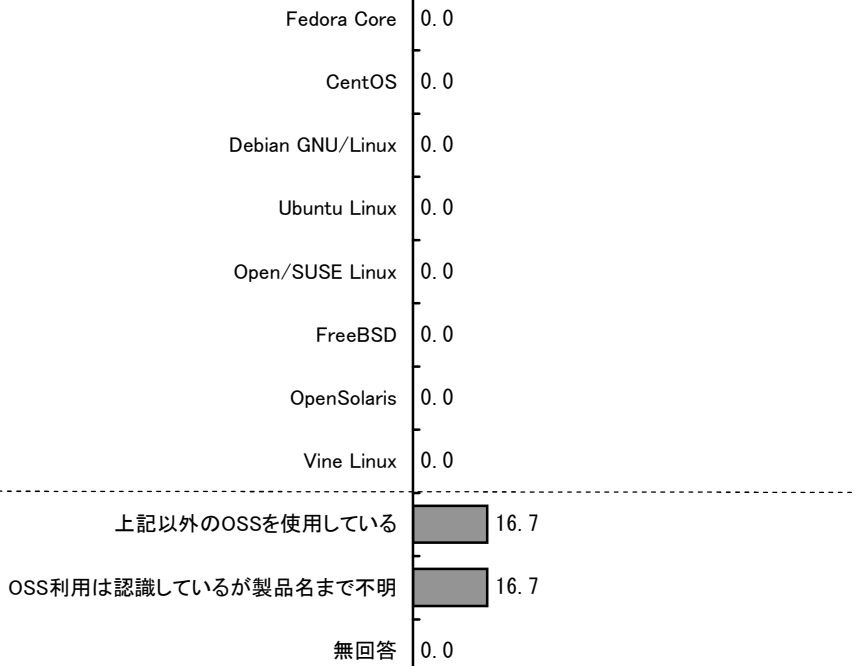 Fedora Core 0.0
CentOS 0.0
Debian GNU/Linux 0.0
Ubuntu Linux 0.0
Open/SUSE Linux 0.0
FreeBSD 0.0
OpenSolaris 0.0
Vine Linux 0.0
上記以外のOSSを使用している 16.7
OSS利用は認識しているが製品名まで不明 16.7
無回答 0.0